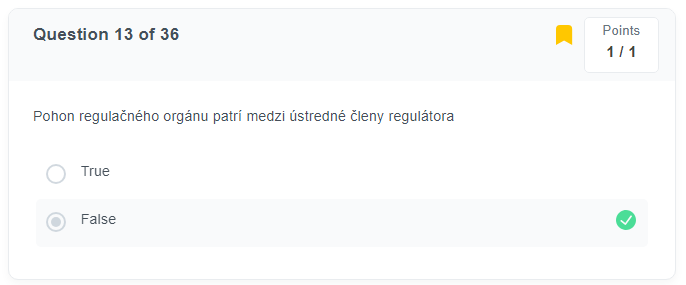 Question 13 of 36
Points
1 / 1
Pohon regulačného orgánu patrí medzi ústredné členy regulátora
True
False